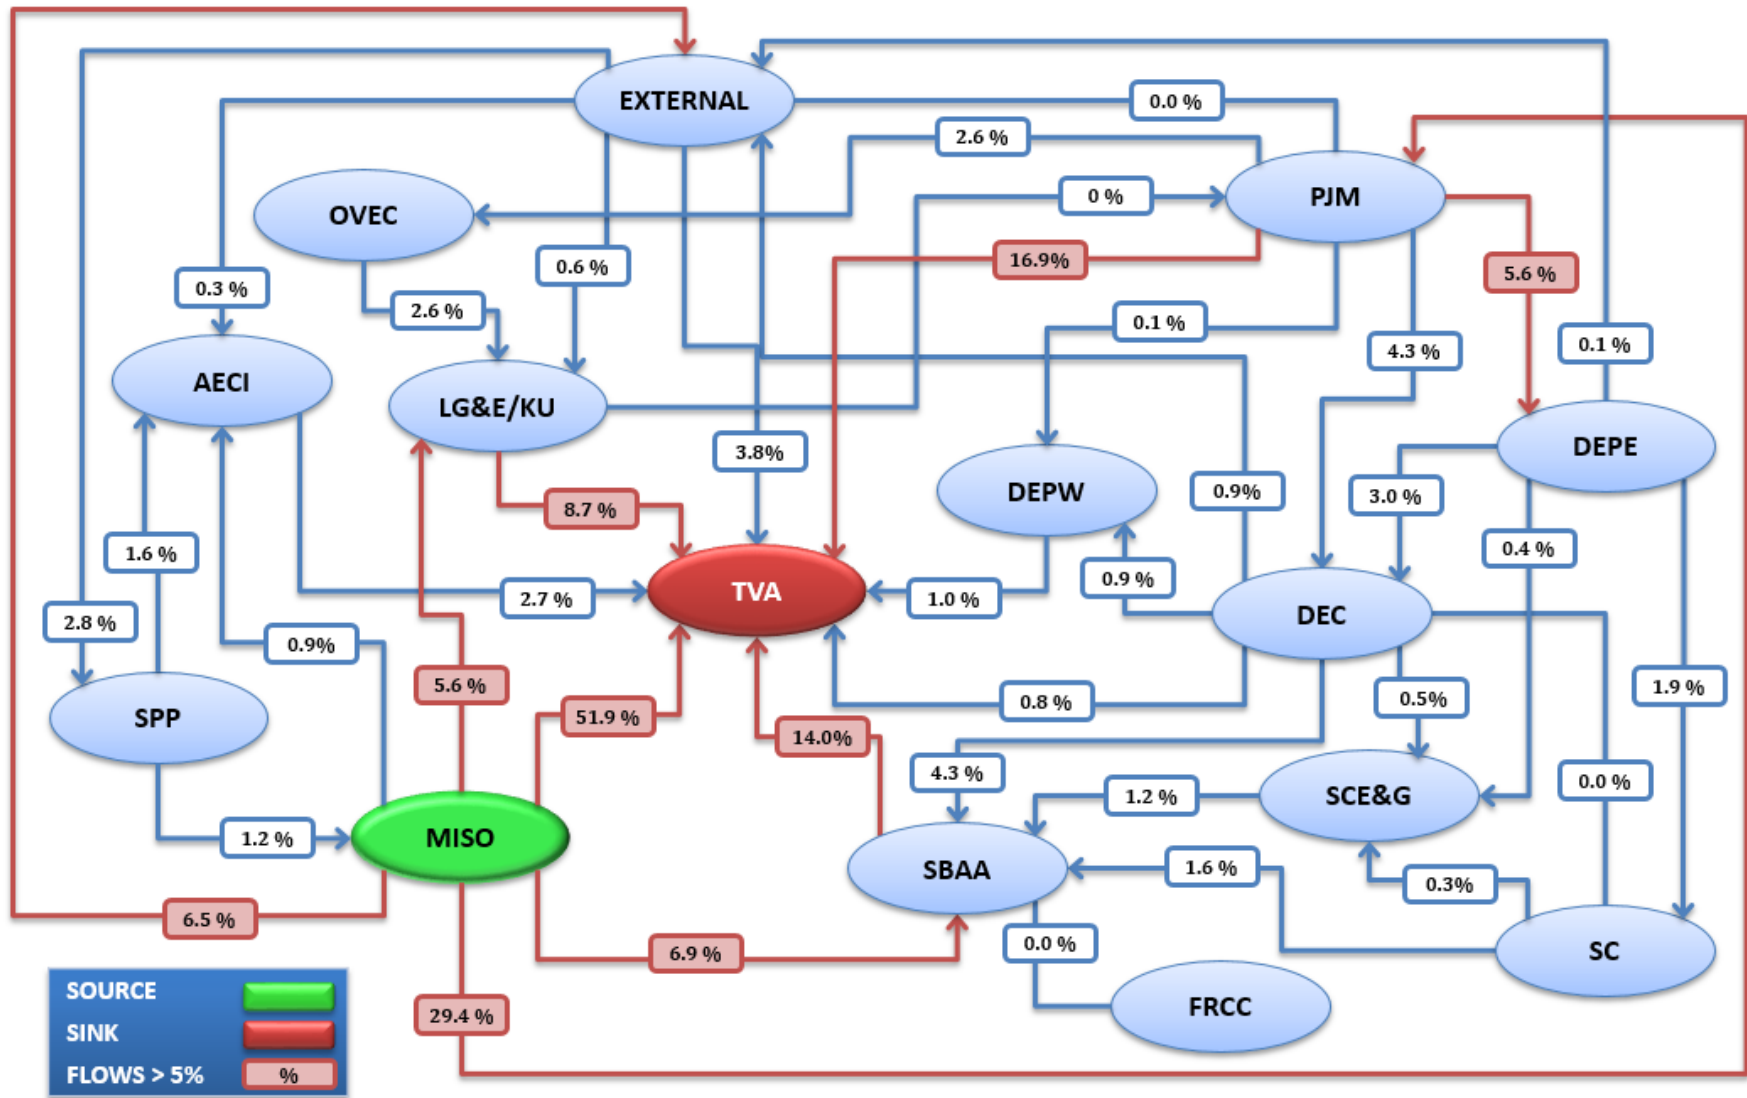 EXTERNAL
0.0 %
2.6 %
PJM
0 %
OVEC
16.9%
5.6 %
0.6 %
0.3 %
2.6 %
0.1 %
4.3 %
0.1 %
AECI
LG&E/KU
3.8%
DEPW
0.9%
3.0 %
DEPE
8.7 %
1.6 %
0.4 %
2.7 %
TVA
1.0 %
0.9 %
DEC
2.8 %
0.9%
5.6 %
51.9 %
0.8 %
0.5%
1.9 %
SPP
14.0%
4.3 %
0.0 %
1.2 %
SCE&G
1.2 %
MISO
SBAA
1.6 %
0.3%
6.5 %
6.9 %
0.0 %
SC
29.4 %
FRCC
SOURCE
SINK
FLOWS > 5% %